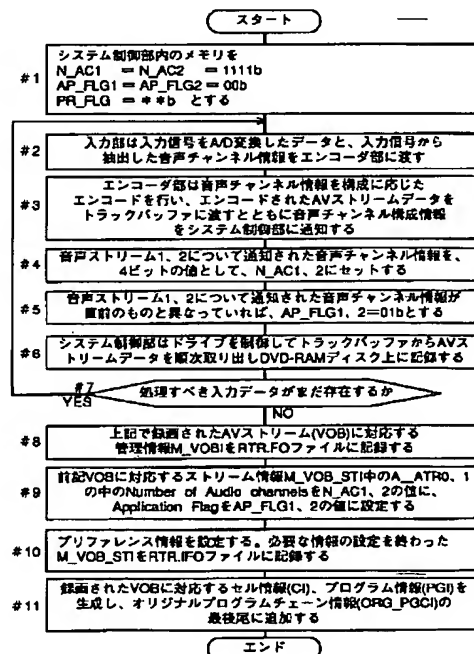 スタート
#1
システム制御部内のメモリを
N_AC1 = N_AC2 = 1111b
AP_FLG1 = AP_FLG2 = 00b
PR_FLG = **b とする
#2
入力部は入力信号をA/D変換したデータと、入力信号から
抽出した音声チャンネル情報をエンコーダ部に渡す
#3
エンコーダ部は音声チャンネル情報を構成に応じた
エンコードを行い、エンコードされたAVストリームデータを
トラックバッファに渡すとともに音声チャンネル構成情報
をシステム制御部に通知する
#4
音声ストリーム1、2について通知された音声チャンネル情報を、
4ビットの値として、N_AC1、2にセットする
#5
音声ストリーム1、2について通知された音声チャンネル情報が
直前のものと異なっていれば、AP_FLG1、2=01bとする
#6
システム制御部はドライブを制御してトラックバッファからAVス
トリームデータを順次取り出しDVD-RAMディスク上に記録する
#7
YES
処理すべき入力データがまだ存在するか
NO
#8
上記で録画されたAVストリーム(VOB)に対応する
管理情報M_VOBIをRTR.IFOファイルに記録する
#9
前記VOBに対応するストリーム情報M_VOB_STI中のA_ATR0、1
の中のNumber of Audio channelsをN_AC1、2の値に、
Application FlagをAP_FLG1、2の値に設定する
#10
プリファレンス情報を設定する。必要な情報の設定を終わった
M_VOB_STIをRTR.IFOファイルに記録する
#11
録画されたVOBに対応するセル情報(CI)、プログラム情報(PGI)を
生成し、オリジナルプログラムチェーン情報(ORG_PGCI)の
最後尾に追加する
エンド